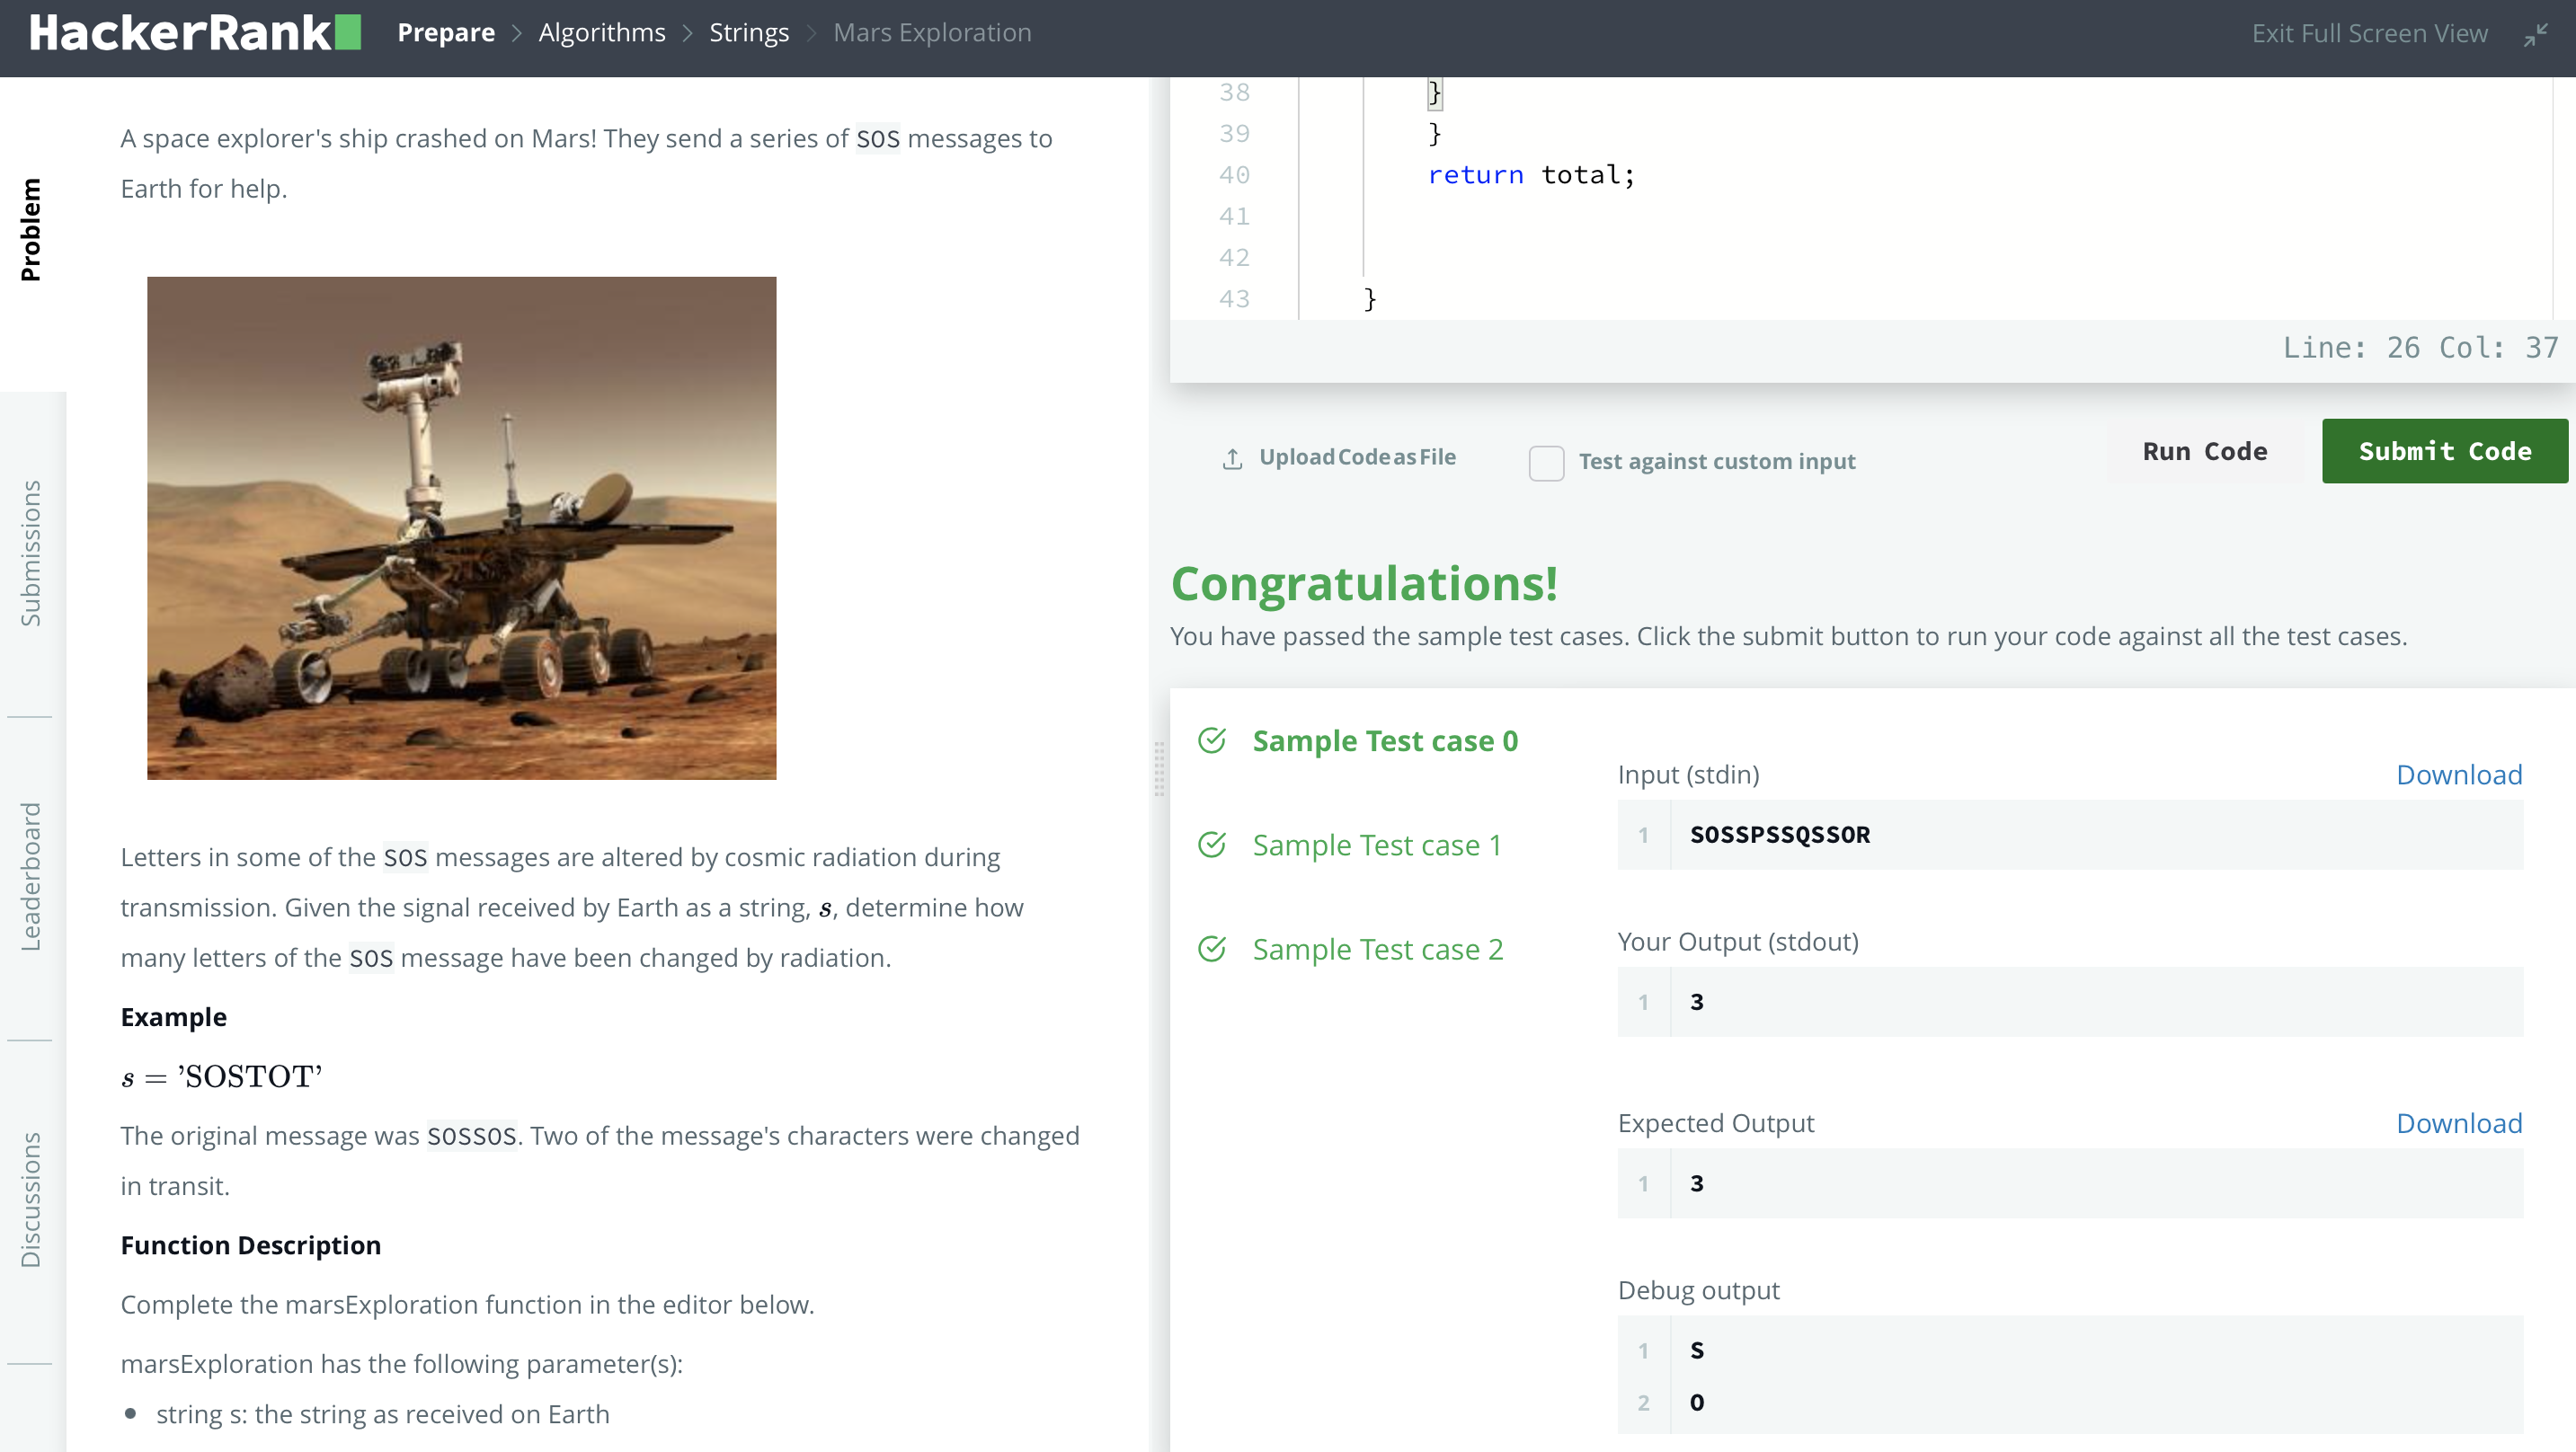 HackerRank Prepare > Algorithms > Strings > Mars Exploration Exit Full Screen View
Problem
Submissions
Leaderboard
Discussions
A space explorer's ship crashed on Mars! They send a series of SOS messages to
Earth for help.
Letters in some of the SOS messages are altered by cosmic radiation during
transmission. Given the signal received by Earth as a string, s, determine how
many letters of the SOS message have been changed by radiation.
Example
s = 'SOSTOT'
The original message was SOSSOS. Two of the message's characters were changed
in transit.
Function Description
Complete the marsExploration function in the editor below.
marsExploration has the following parameter(s):
• string s: the string as received on Earth
38 }
39 }
40 return total;
41
42
43 }
Line: 26 Col: 37
Upload Code as File Test against custom input Run Code Submit Code
Congratulations!
You have passed the sample test cases. Click the submit button to run your code against all the test cases.
Sample Test case 0
Sample Test case 1
Sample Test case 2
Input (stdin) Download
1 SOSSPSSQSSOR
Your Output (stdout)
1 3
Expected Output Download
1 3
Debug output
1 S
2 O